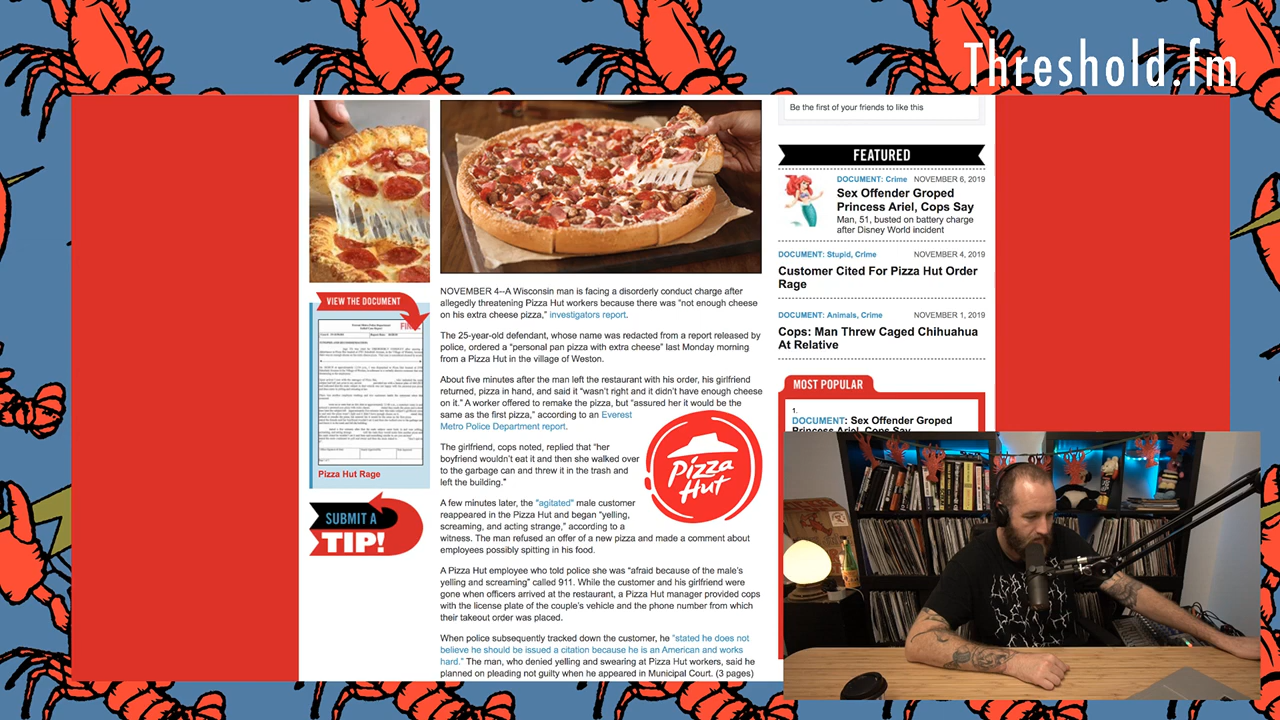 Threshold.fm
Be the first of your friends to like this
FEATURED
DOCUMENT: Crime NOVEMBER 6, 2019
Sex Offender Groped
Princess Ariel, Cops Say
Man, 51, busted on battery charge
after Disney World incident
DOCUMENT: Stupid, Crime NOVEMBER 4, 2019
Customer Cited For Pizza Hut Order
Rage
DOCUMENT: Animals, Crime NOVEMBER 1, 2019
Cops: Man Threw Caged Chihuahua
At Relative
MOST POPULAR
1.
DOCUMENT: Sex Offender Groped
Princess Ariel, Cops Say
VIEW THE DOCUMENT
Pizza Hut Rage
SUBMIT A
TIP!
NOVEMBER 4--A Wisconsin man is facing a disorderly conduct charge after
allegedly threatening Pizza Hut workers because there was "not enough cheese
on his extra cheese pizza," investigators report.
The 25-year-old defendant, whose name was redacted from a report released by
police, ordered a "personal pan pizza with extra cheese" last Monday morning
from a Pizza Hut in the village of Weston.
About five minutes after the man left the restaurant with his order, his girlfriend
returned, pizza in hand, and said it "wasn't right and it didn't have enough cheese
on it." A worker offered to remake the pizza, but "assured her it would be the
same as the first pizza," according to an Everest
Metro Police Department report.
The girlfriend, cops noted, replied that "her
boyfriend wouldn't eat it and then she walked over
to the garbage can and threw it in the trash and
left the building."
Pizza
Hut
A few minutes later, the "agitated" male customer
reappeared in the Pizza Hut and began "yelling,
screaming, and acting strange," according to a
witness. The man refused an offer of a new pizza and made a comment about
employees possibly spitting in his food.
A Pizza Hut employee who told police she was "afraid because of the male's
yelling and screaming" called 911. While the customer and his girlfriend were
gone when officers arrived at the restaurant, a Pizza Hut manager provided cops
with the license plate of the couple's vehicle and the phone number from which
their takeout order was placed.
When police subsequently tracked down the customer, he "stated he does not
believe he should be issued a citation because he is an American and works
hard." The man, who denied yelling and swearing at Pizza Hut workers, said he
planned on pleading not guilty when he appeared in Municipal Court. (3 pages)